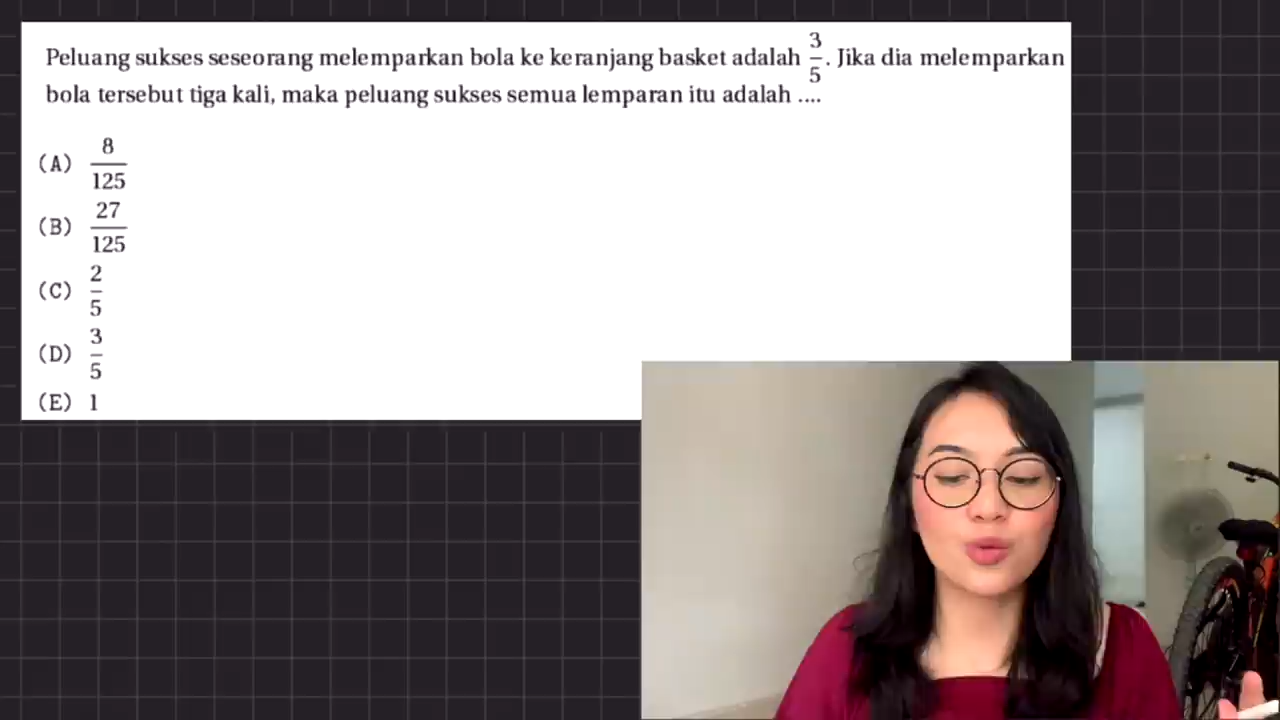 Peluang sukses seseorang melemparkan bola ke keranjang basket adalah 3/5. Jika dia melemparkan
bola tersebut tiga kali, maka peluang sukses semua lemparan itu adalah ....
(A) 8/125
(B) 27/125
(C) 2/5
(D) 3/5
(E) 1